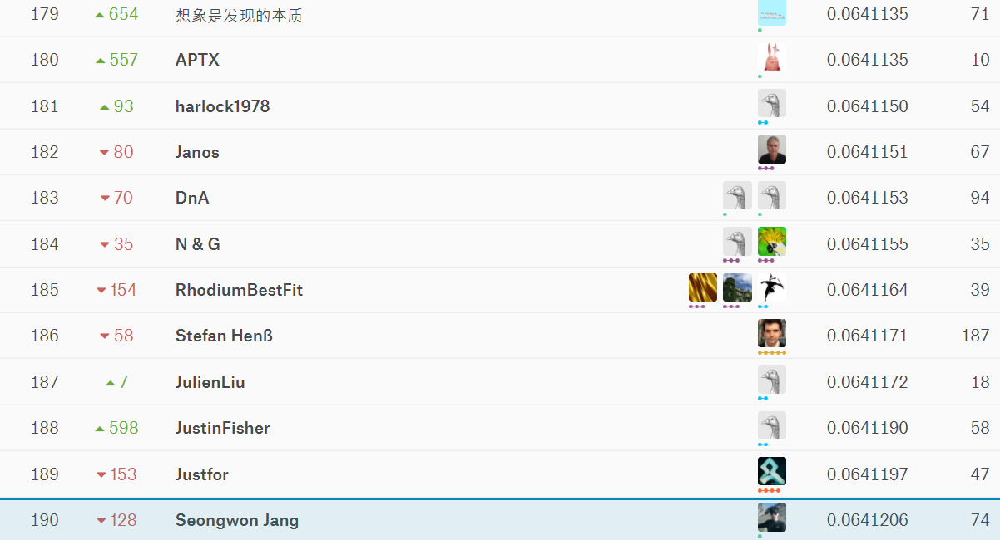 179 654 想象是发现的本质 0.0641135 71
180 557 APTX 0.0641135 10
181 93 harlock1978 0.0641150 54
182 80 Janos 0.0641151 67
183 70 DnA 0.0641153 94
184 35 N & G 0.0641155 35
185 154 RhodiumBestFit 0.0641164 39
186 58 Stefan Henß 0.0641171 187
187 7 JulienLiu 0.0641172 18
188 598 JustinFisher 0.0641190 58
189 153 Justfor 0.0641197 47
190 128 Seongwon Jang 0.0641206 74